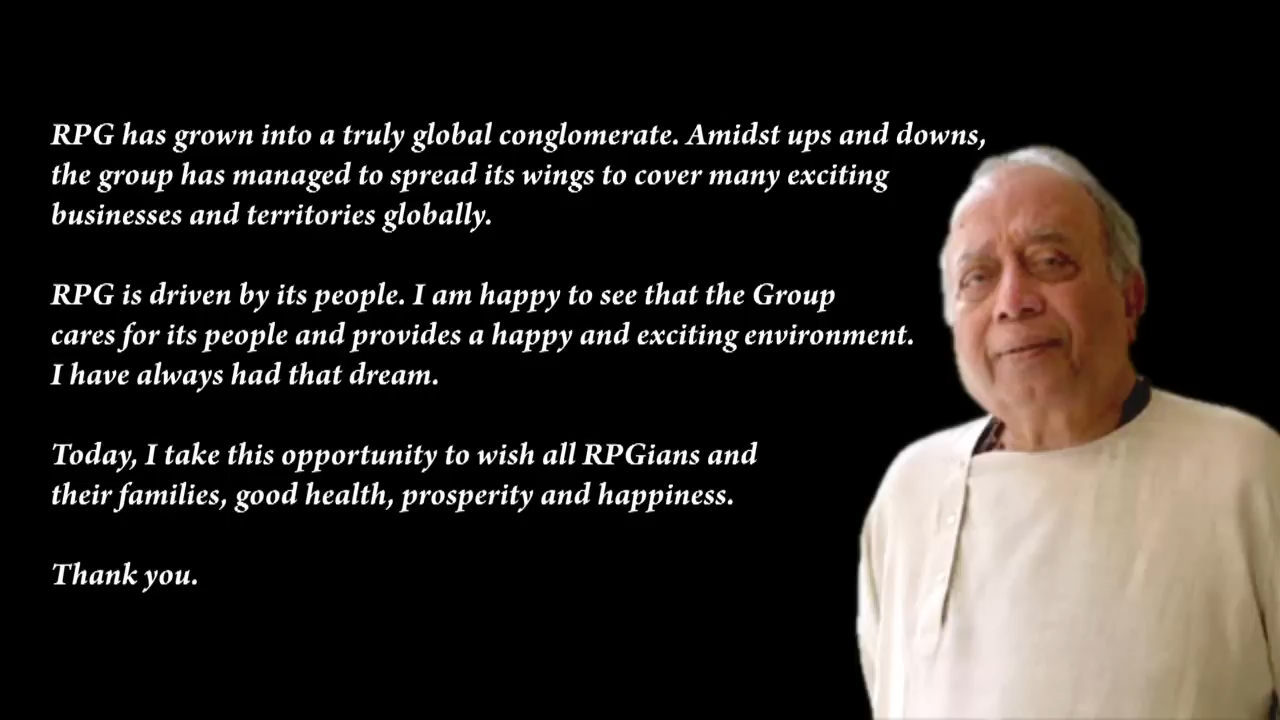 RPG has grown into a truly global conglomerate. Amidst ups and downs,
the group has managed to spread its wings to cover many exciting
businesses and territories globally.
RPG is driven by its people. I am happy to see that the Group
cares for its people and provides a happy and exciting environment.
I have always had that dream.
Today, I take this opportunity to wish all RPGians and
their families, good health, prosperity and happiness.
Thank you.